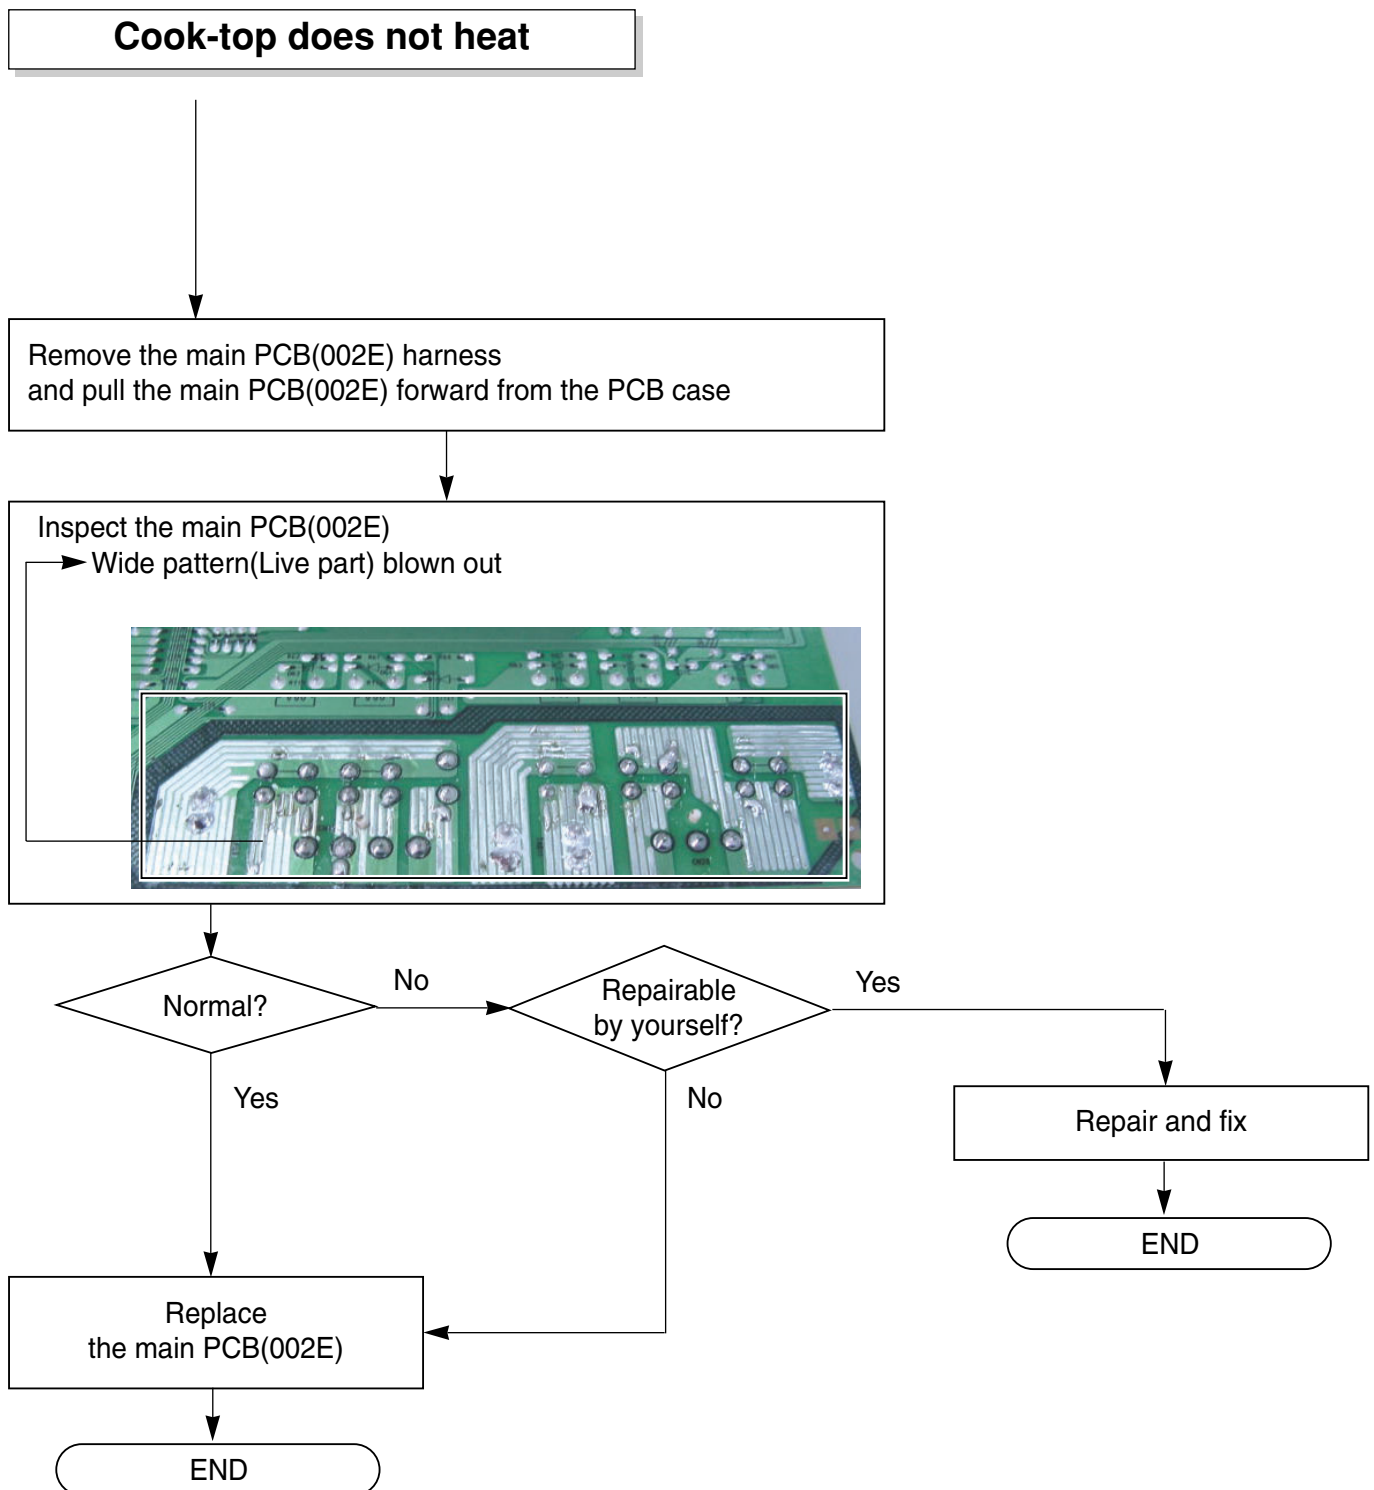 Cook-top does not heat
Remove the main PCB(002E) harness
and pull the main PCB(002E) forward from the PCB case
Inspect the main PCB(002E)
Wide pattern(Live part) blown out
Normal?
No
Repairable
by yourself?
Yes
Yes
No
Repair and fix
END
Replace
the main PCB(002E)
END